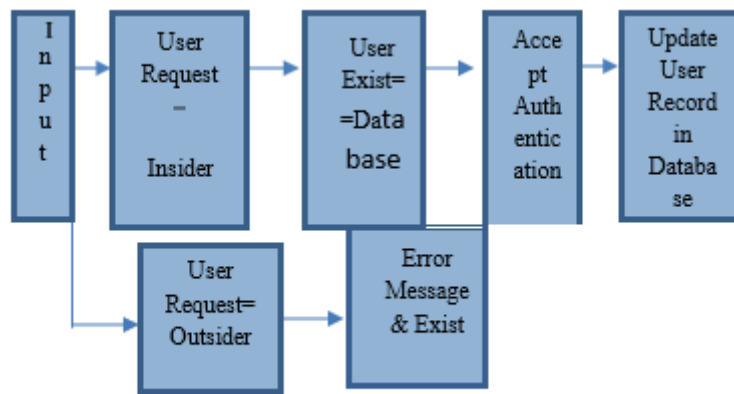 I
n
p
u
t
User
Request
=
Insider
User
Exist=
=Data
base
Acce
pt
Auth
entic
ation
Update
User
Record
in
Databa
se
User
Request=
Outsider
Error
Message
& Exist